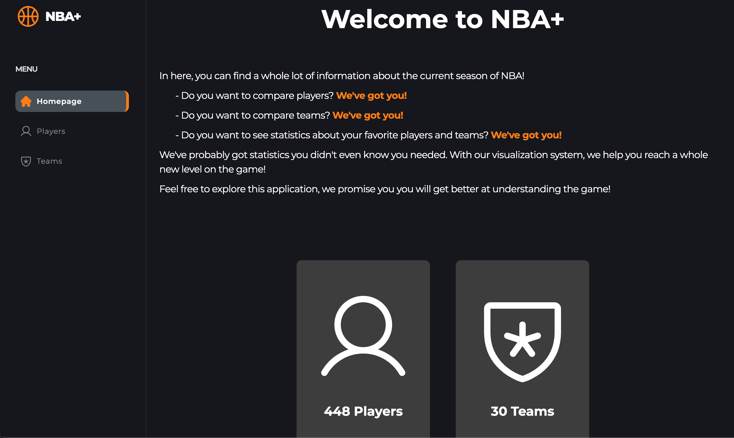 NBA+
Welcome to NBA+
MENU
Homepage
Players
Teams
In here, you can find a whole lot of information about the current season of NBA!
- Do you want to compare players? We've got you!
- Do you want to compare teams? We've got you!
- Do you want to see statistics about your favorite players and teams? We've got you!
We've probably got statistics you didn't even know you needed. With our visualization system, we help you reach a whole
new level on the game!
Feel free to explore this application, we promise you you will get better at understanding the game!
448 Players
30 Teams